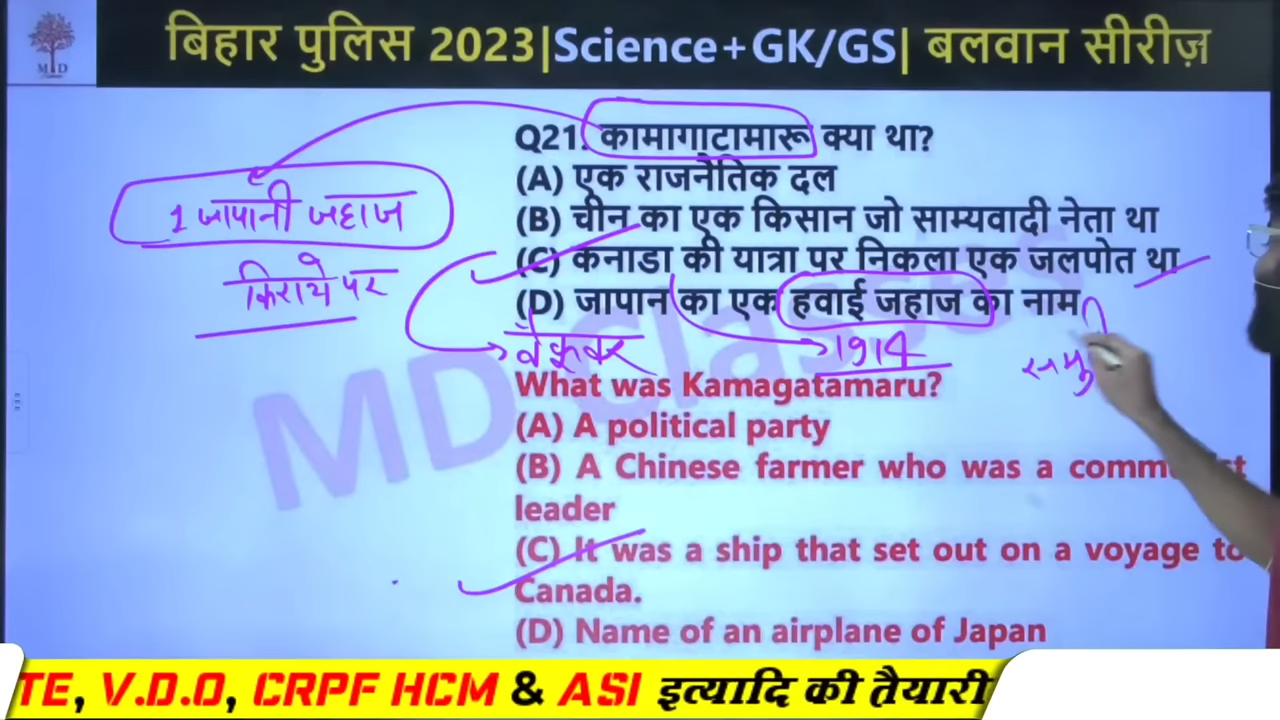 बिहार पुलिस 2023|Science+GK/GS| बलवान सीरीज़
M D
Q21. कामागाटामारू क्या था?
(A) एक राजनैतिक दल
1 जापानी जहाज
(B) चीन का एक किसान जो साम्यवादी नेता था
(C) कनाडा की यात्रा पर निकला एक जलपोत था
किराये पर
(D) जापान का एक हवाई जहाज का नाम
1914
What was Kamagatamaru?
(A) A political party
(B) A Chinese farmer who was a
leader
(C) It was a ship that set out on a voyage to
Canada.
(D) Name of an airplane of Japan
MD Classes
TE, V.D.O, CRPF HCM & ASI इत्यादि की तैयारी